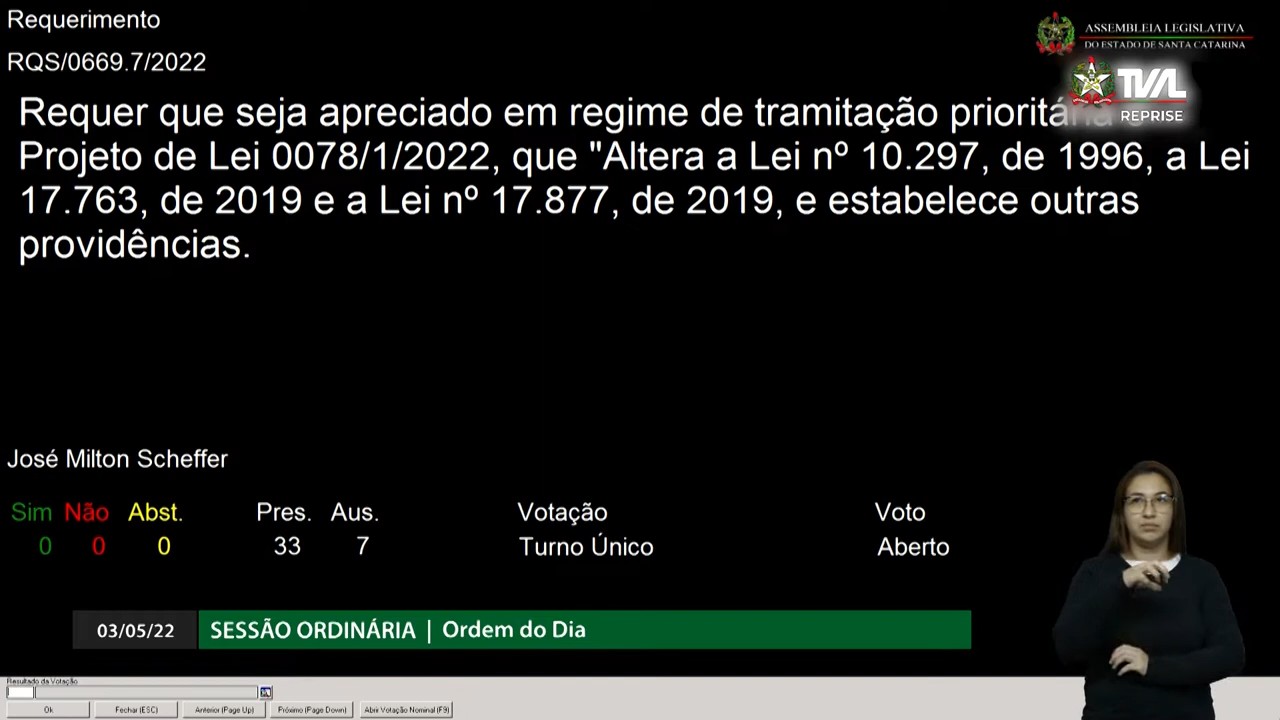 Requerimento
ASSEMBLEIA LEGISLATIVA
DO ESTADO DE SANTA CATARINA
RQS/0669.7/2022
TVAL
REPRISE
Requer que seja apreciado em regime de tramitação prioritária o
Projeto de Lei 0078/1/2022, que "Altera a Lei nº 10.297, de 1996, a Lei
17.763, de 2019 e a Lei nº 17.877, de 2019, e estabelece outras
providências.
José Milton Scheffer
Sim Não Abst. Pres. Aus. Votação Voto
0 0 0 33 7 Turno Único Aberto
03/05/22 SESSÃO ORDINÁRIA | Ordem do Dia
Resultado da Votação
Ok Fechar (ESC) Anterior (Page Up) Próximo (Page Down) Abrir Votação Nominal (F9)